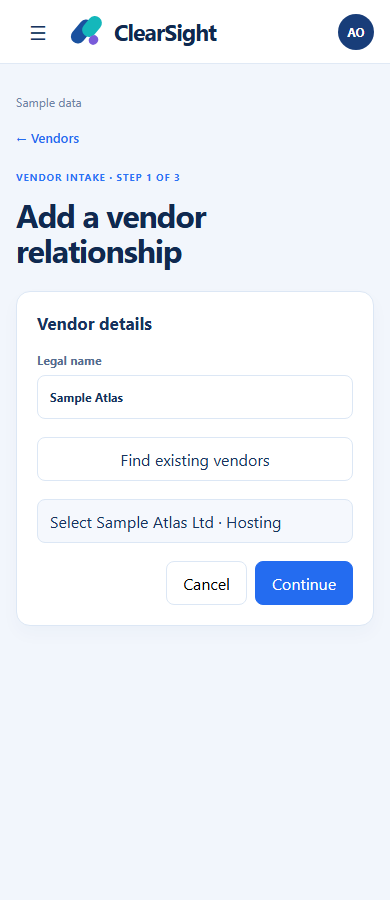 ☰ ClearSight AO
Sample data
← Vendors
VENDOR INTAKE · STEP 1 OF 3
Add a vendor
relationship
Vendor details
Legal name
Sample Atlas
Find existing vendors
Select Sample Atlas Ltd · Hosting
Cancel Continue